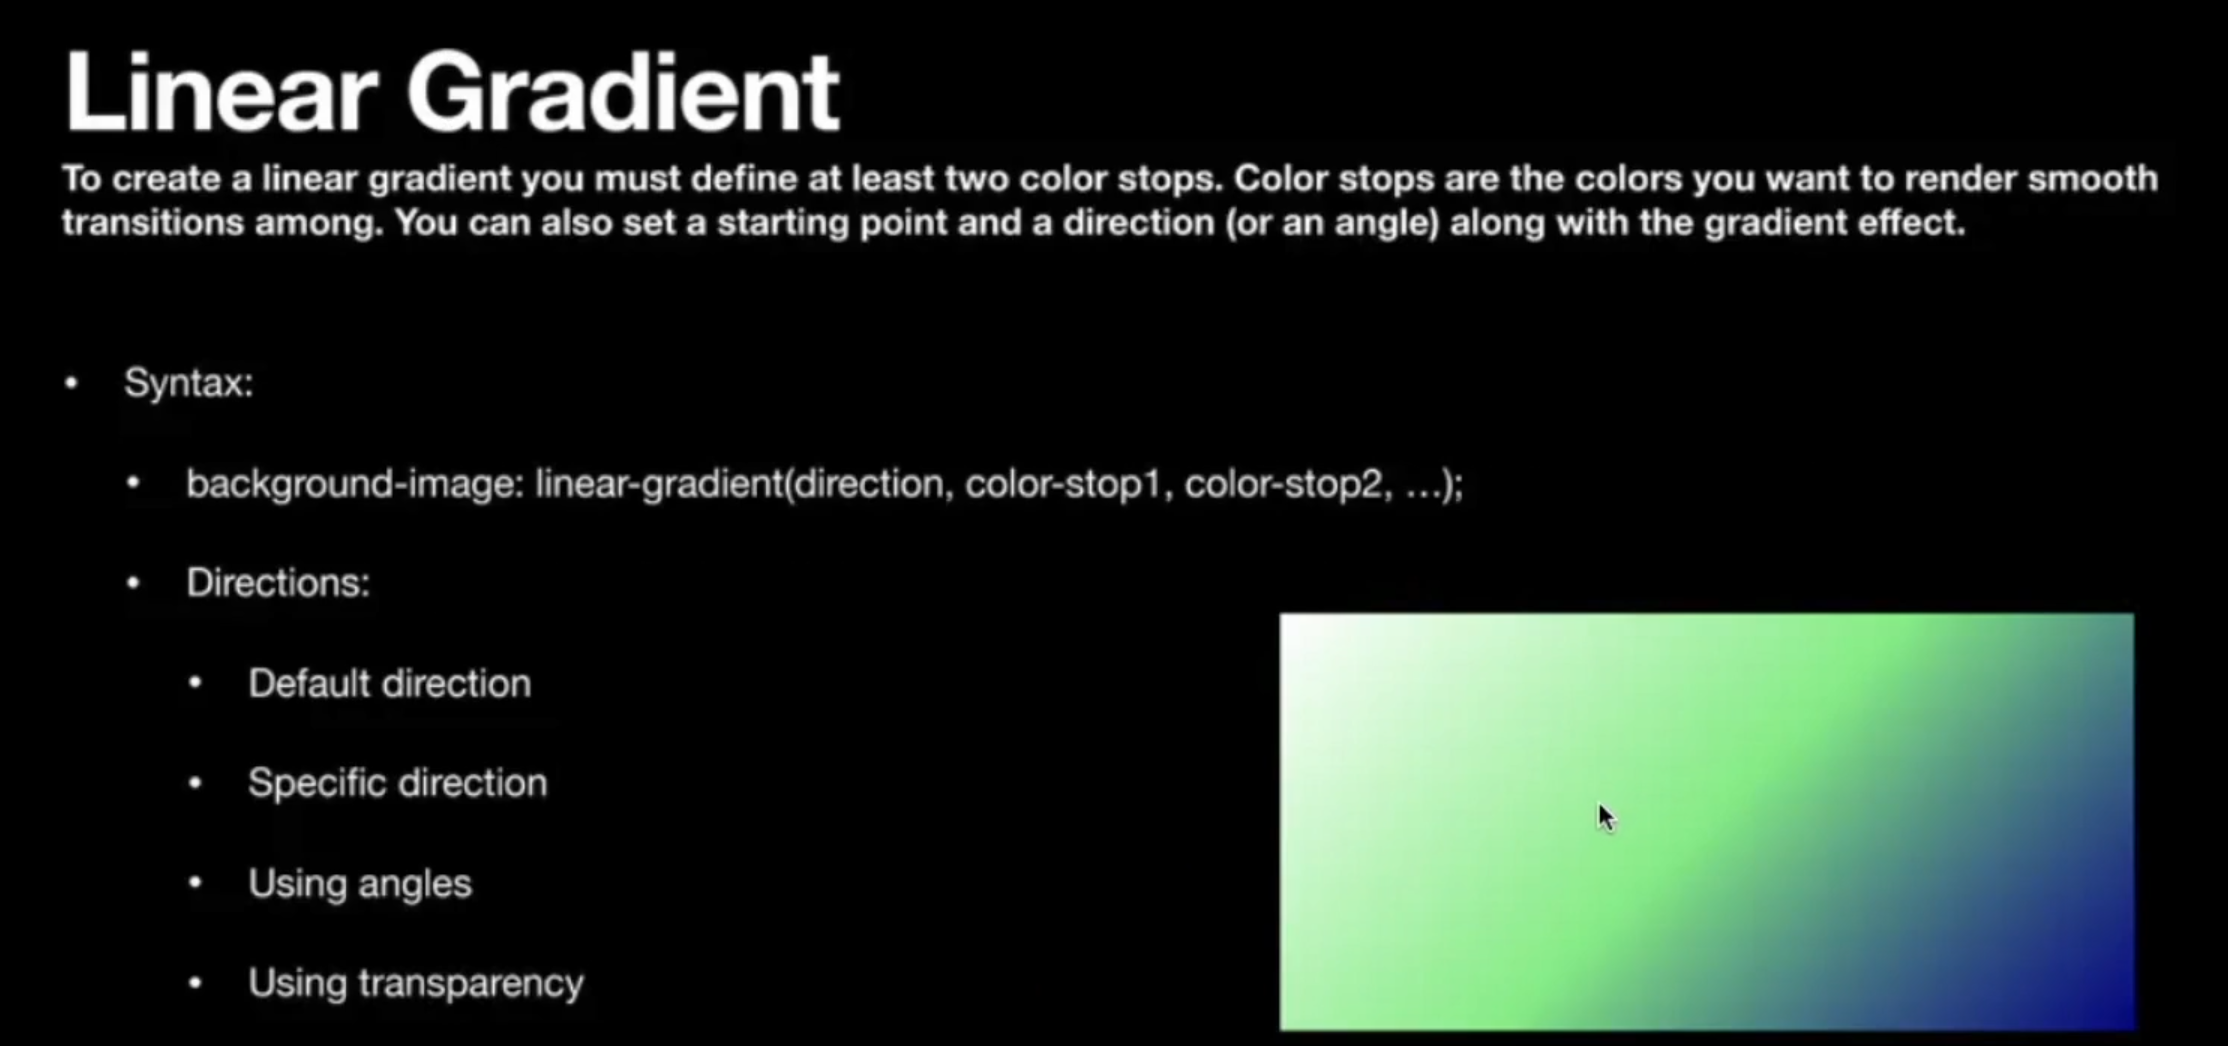 Linear Gradient
To create a linear gradient you must define at least two color stops. Color stops are the colors you want to render smooth
transitions among. You can also set a starting point and a direction (or an angle) along with the gradient effect.
• Syntax:
• background-image: linear-gradient(direction, color-stop1, color-stop2, …);
• Directions:
• Default direction
• Specific direction
• Using angles
• Using transparency